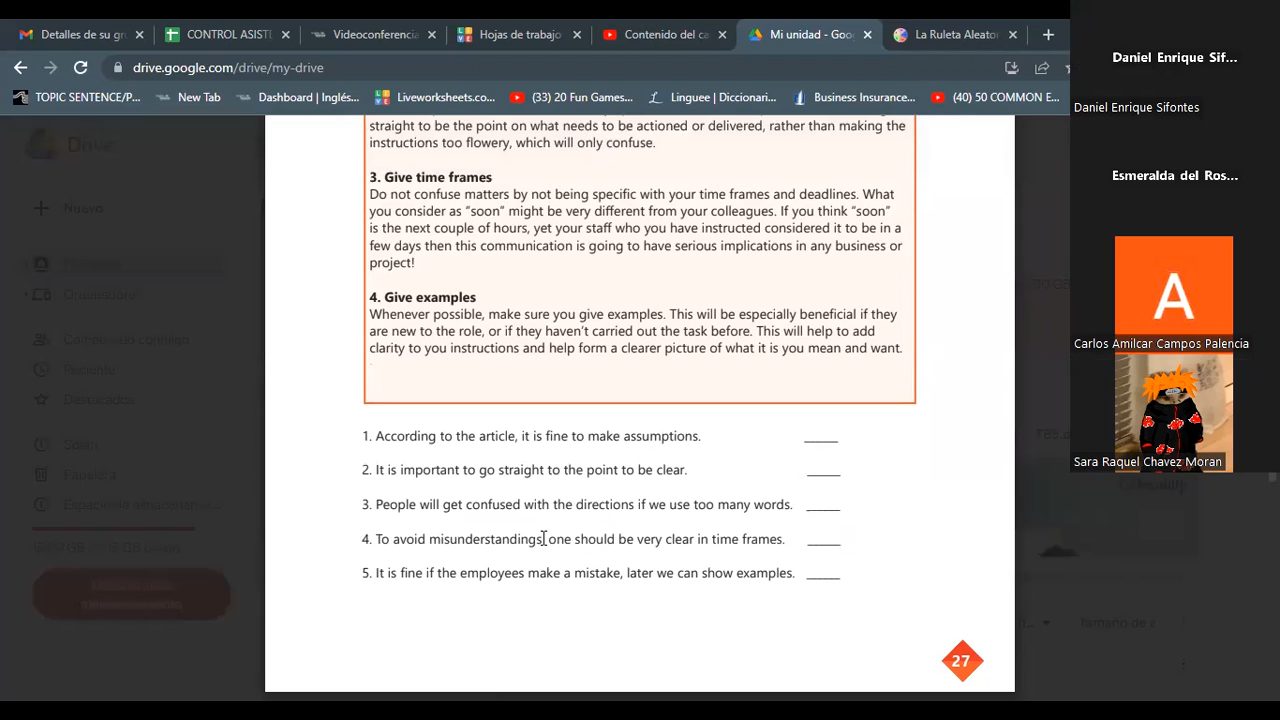 Detalles de su gr
CONTROL ASISTE
Videoconferencia
Hojas de trabajo
Contenido del ca
Mi unidad - Goo
La Ruleta Aleator
drive.google.com/drive/my-drive
TOPIC SENTENCE/P...
New Tab
Dashboard | Inglés...
Liveworksheets.co...
(33) 20 Fun Games...
Linguee | Diccionari...
Business Insurance...
(40) 50 COMMON E...
Drive
Nuevo
straight to be the point on what needs to be actioned or delivered, rather than making the
instructions too flowery, which will only confuse.
3. Give time frames
Do not confuse matters by not being specific with your time frames and deadlines. What
you consider as "soon" might be very different from your colleagues. If you think "soon"
is the next couple of hours, yet your staff who you have instructed considered it to be in a
few days then this communication is going to have serious implications in any business or
project!
4. Give examples
Whenever possible, make sure you give examples. This will be especially beneficial if they
are new to the role, or if they haven't carried out the task before. This will help to add
clarity to you instructions and help form a clearer picture of what it is you mean and want.
1. According to the article, it is fine to make assumptions. _____
2. It is important to go straight to the point to be clear. _____
3. People will get confused with the directions if we use too many words. _____
4. To avoid misunderstandings, one should be very clear in time frames. _____
5. It is fine if the employees make a mistake, later we can show examples. _____
27
Daniel Enrique Sif...
Daniel Enrique Sifontes
Esmeralda del Ros...
A
Carlos Amilcar Campos Palencia
Sara Raquel Chavez Moran